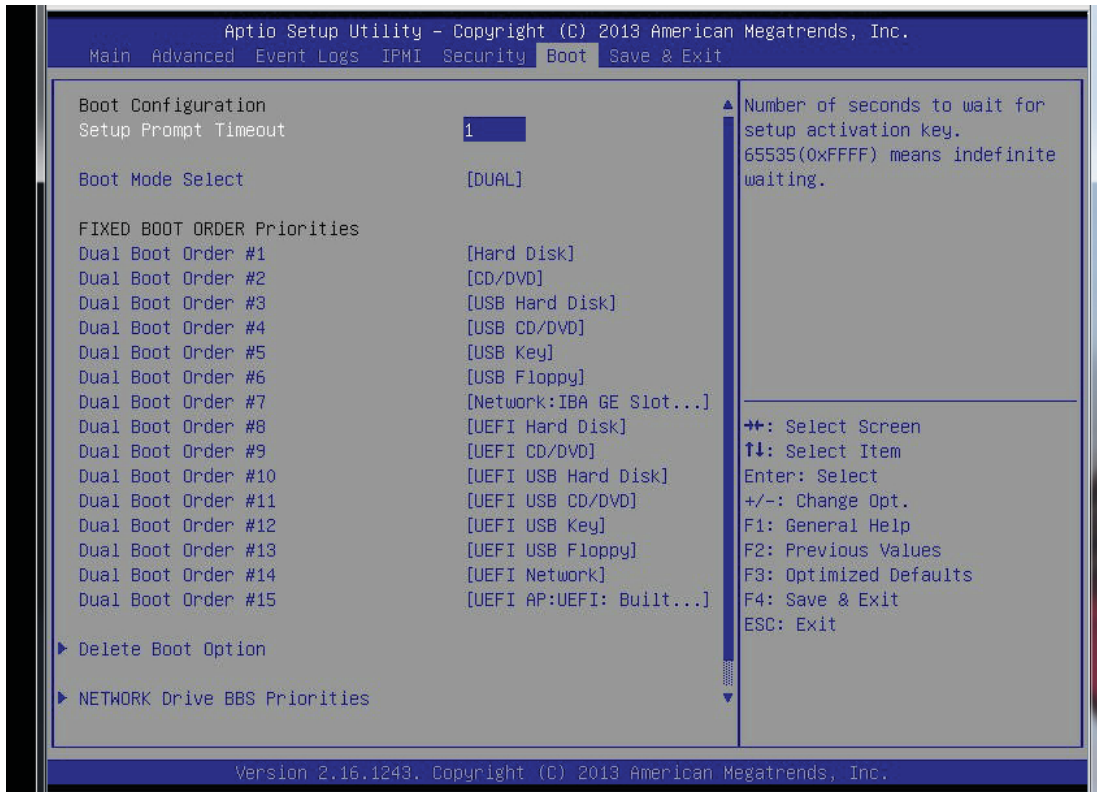 Aptio Setup Utility – Copyright (C) 2013 American Megatrends, Inc.
Main Advanced Event Logs IPMI Security Boot Save & Exit
Boot Configuration
Setup Prompt Timeout 1
Boot Mode Select [DUAL]
FIXED BOOT ORDER Priorities
Dual Boot Order #1 [Hard Disk]
Dual Boot Order #2 [CD/DVD]
Dual Boot Order #3 [USB Hard Disk]
Dual Boot Order #4 [USB CD/DVD]
Dual Boot Order #5 [USB Key]
Dual Boot Order #6 [USB Floppy]
Dual Boot Order #7 [Network:IBA GE Slot...]
Dual Boot Order #8 [UEFI Hard Disk]
Dual Boot Order #9 [UEFI CD/DVD]
Dual Boot Order #10 [UEFI USB Hard Disk]
Dual Boot Order #11 [UEFI USB CD/DVD]
Dual Boot Order #12 [UEFI USB Key]
Dual Boot Order #13 [UEFI USB Floppy]
Dual Boot Order #14 [UEFI Network]
Dual Boot Order #15 [UEFI AP:UEFI: Built...]
Delete Boot Option
NETWORK Drive BBS Priorities
Number of seconds to wait for
setup activation key.
65535(0xFFFF) means indefinite
waiting.
→←: Select Screen
↑↓: Select Item
Enter: Select
+/-: Change Opt.
F1: General Help
F2: Previous Values
F3: Optimized Defaults
F4: Save & Exit
ESC: Exit
Version 2.16.1243. Copyright (C) 2013 American Megatrends, Inc.